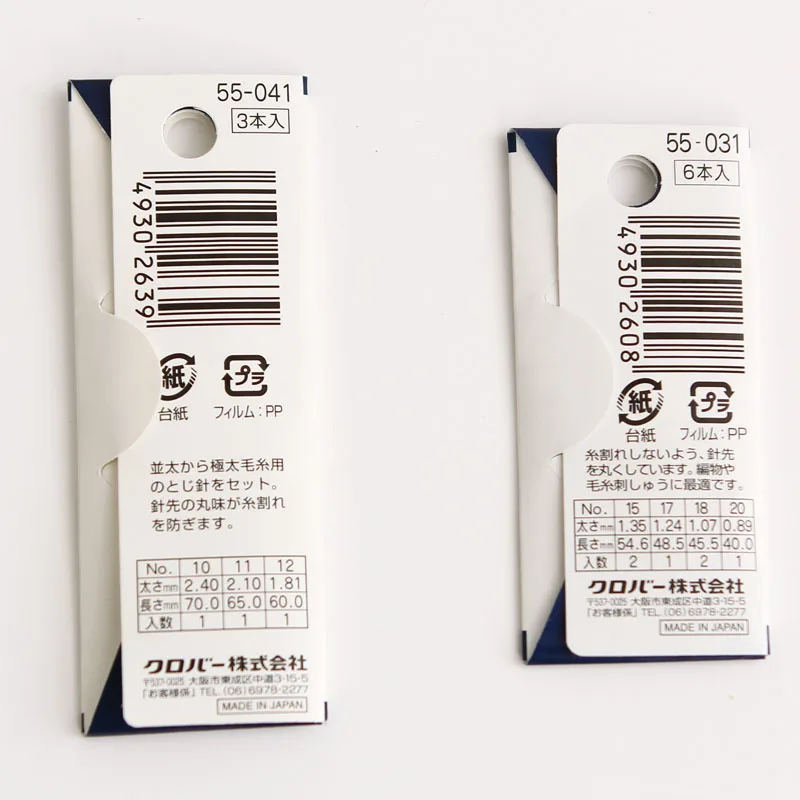 55-041
3本入
4930 2639
紙
プラ
台紙
フィルム:PP
並太から極太毛糸用
のとじ針をセット。
針先の丸味が糸割れ
を防ぎます。
No. 10 11 12
太さmm 2.40 2.10 1.81
長さmm 70.0 65.0 60.0
入数 1 1 1
クロバー株式会社
〒537-0025 大阪市東成区中道3-15-5
「お客様係」TEL.(06)6978-2277
MADE IN JAPAN
55-031
6本入
4930 2608
紙
プラ
台紙
フィルム:PP
糸割れしないよう、針先
を丸くしています。編物や
毛糸刺しゅうに最適です。
No. 15 17 18 20
太さmm 1.35 1.24 1.07 0.89
長さmm 54.6 48.5 45.5 40.0
入数 2 1 2 1
クロバー株式会社
〒537-0025 大阪市東成区中道3-15-5
「お客様係」TEL.(06)6978-2277
MADE IN JAPAN